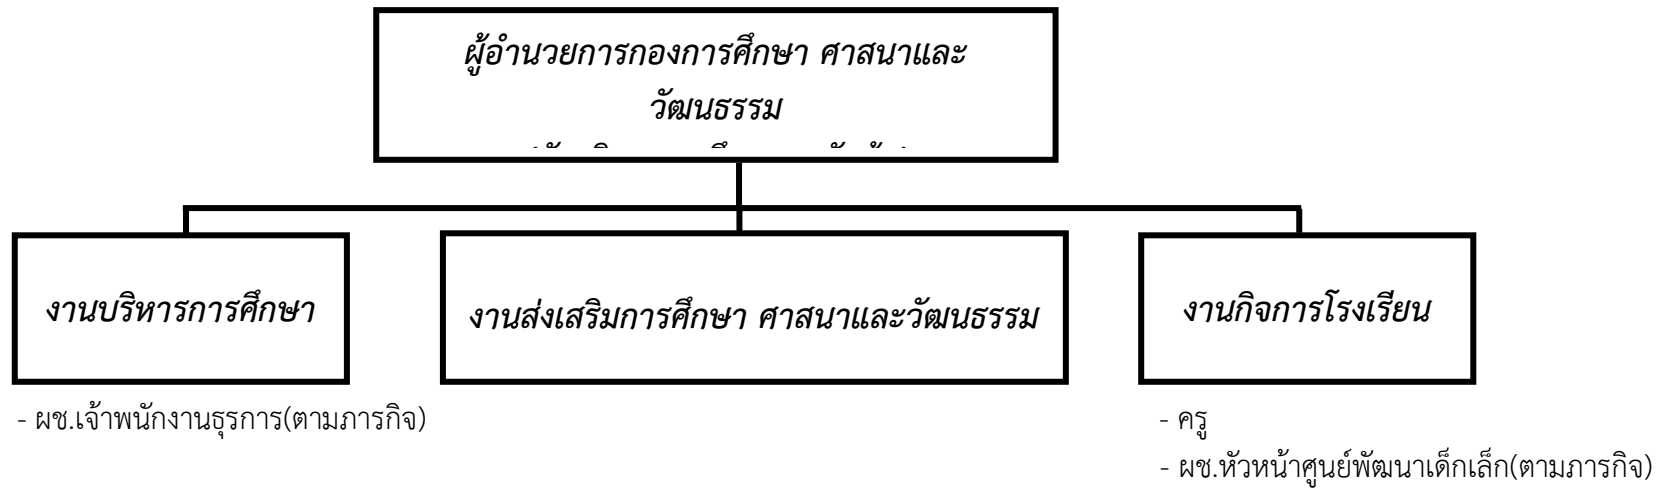 ผู้อำนวยการกองการศึกษา ศาสนาและ
วัฒนธรรม
งานบริหารการศึกษา
งานส่งเสริมการศึกษา ศาสนาและวัฒนธรรม
งานกิจการโรงเรียน
- ผช.เจ้าพนักงานธุรการ(ตามภารกิจ)
- ครู
- ผช.หัวหน้าศูนย์พัฒนาเด็กเล็ก(ตามภารกิจ)